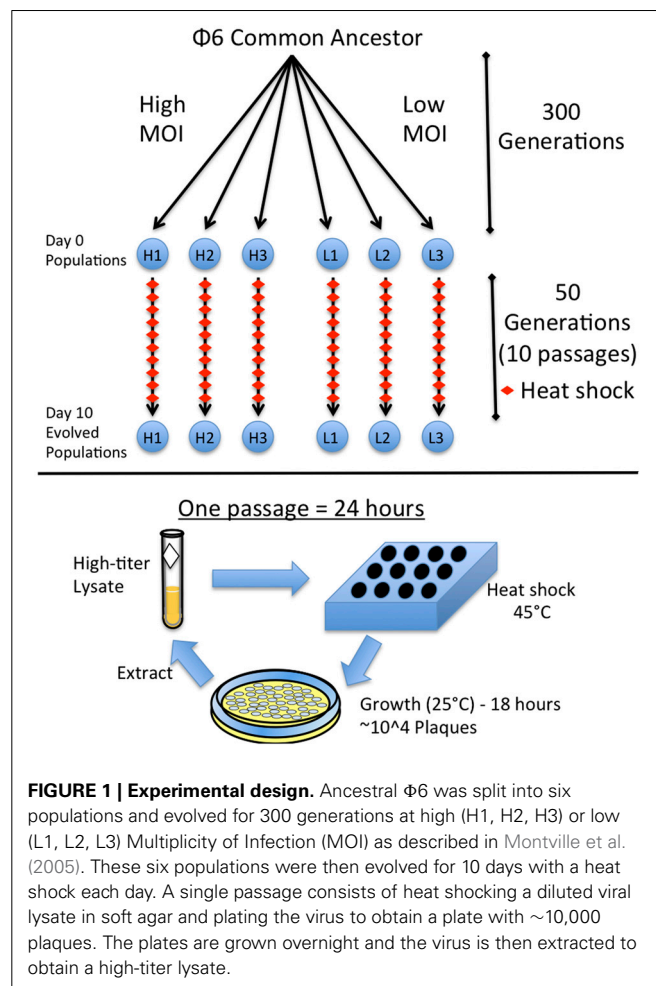 Φ6 Common Ancestor
High
MOI
Low
MOI
300
Generations
Day 0
Populations
H1
H2
H3
L1
L2
L3
50
Generations
(10 passages)
Heat shock
Day 10
Evolved
Populations
H1
H2
H3
L1
L2
L3
One passage = 24 hours
High-titer
Lysate
Heat shock
45°C
Extract
Growth (25°C) - 18 hours
~10^4 Plaques
FIGURE 1 | Experimental design. Ancestral Φ6 was split into six
populations and evolved for 300 generations at high (H1, H2, H3) or low
(L1, L2, L3) Multiplicity of Infection (MOI) as described in Montville et al.
(2005). These six populations were then evolved for 10 days with a heat
shock each day. A single passage consists of heat shocking a diluted viral
lysate in soft agar and plating the virus to obtain a plate with ∼10,000
plaques. The plates are grown overnight and the virus is then extracted to
obtain a high-titer lysate.